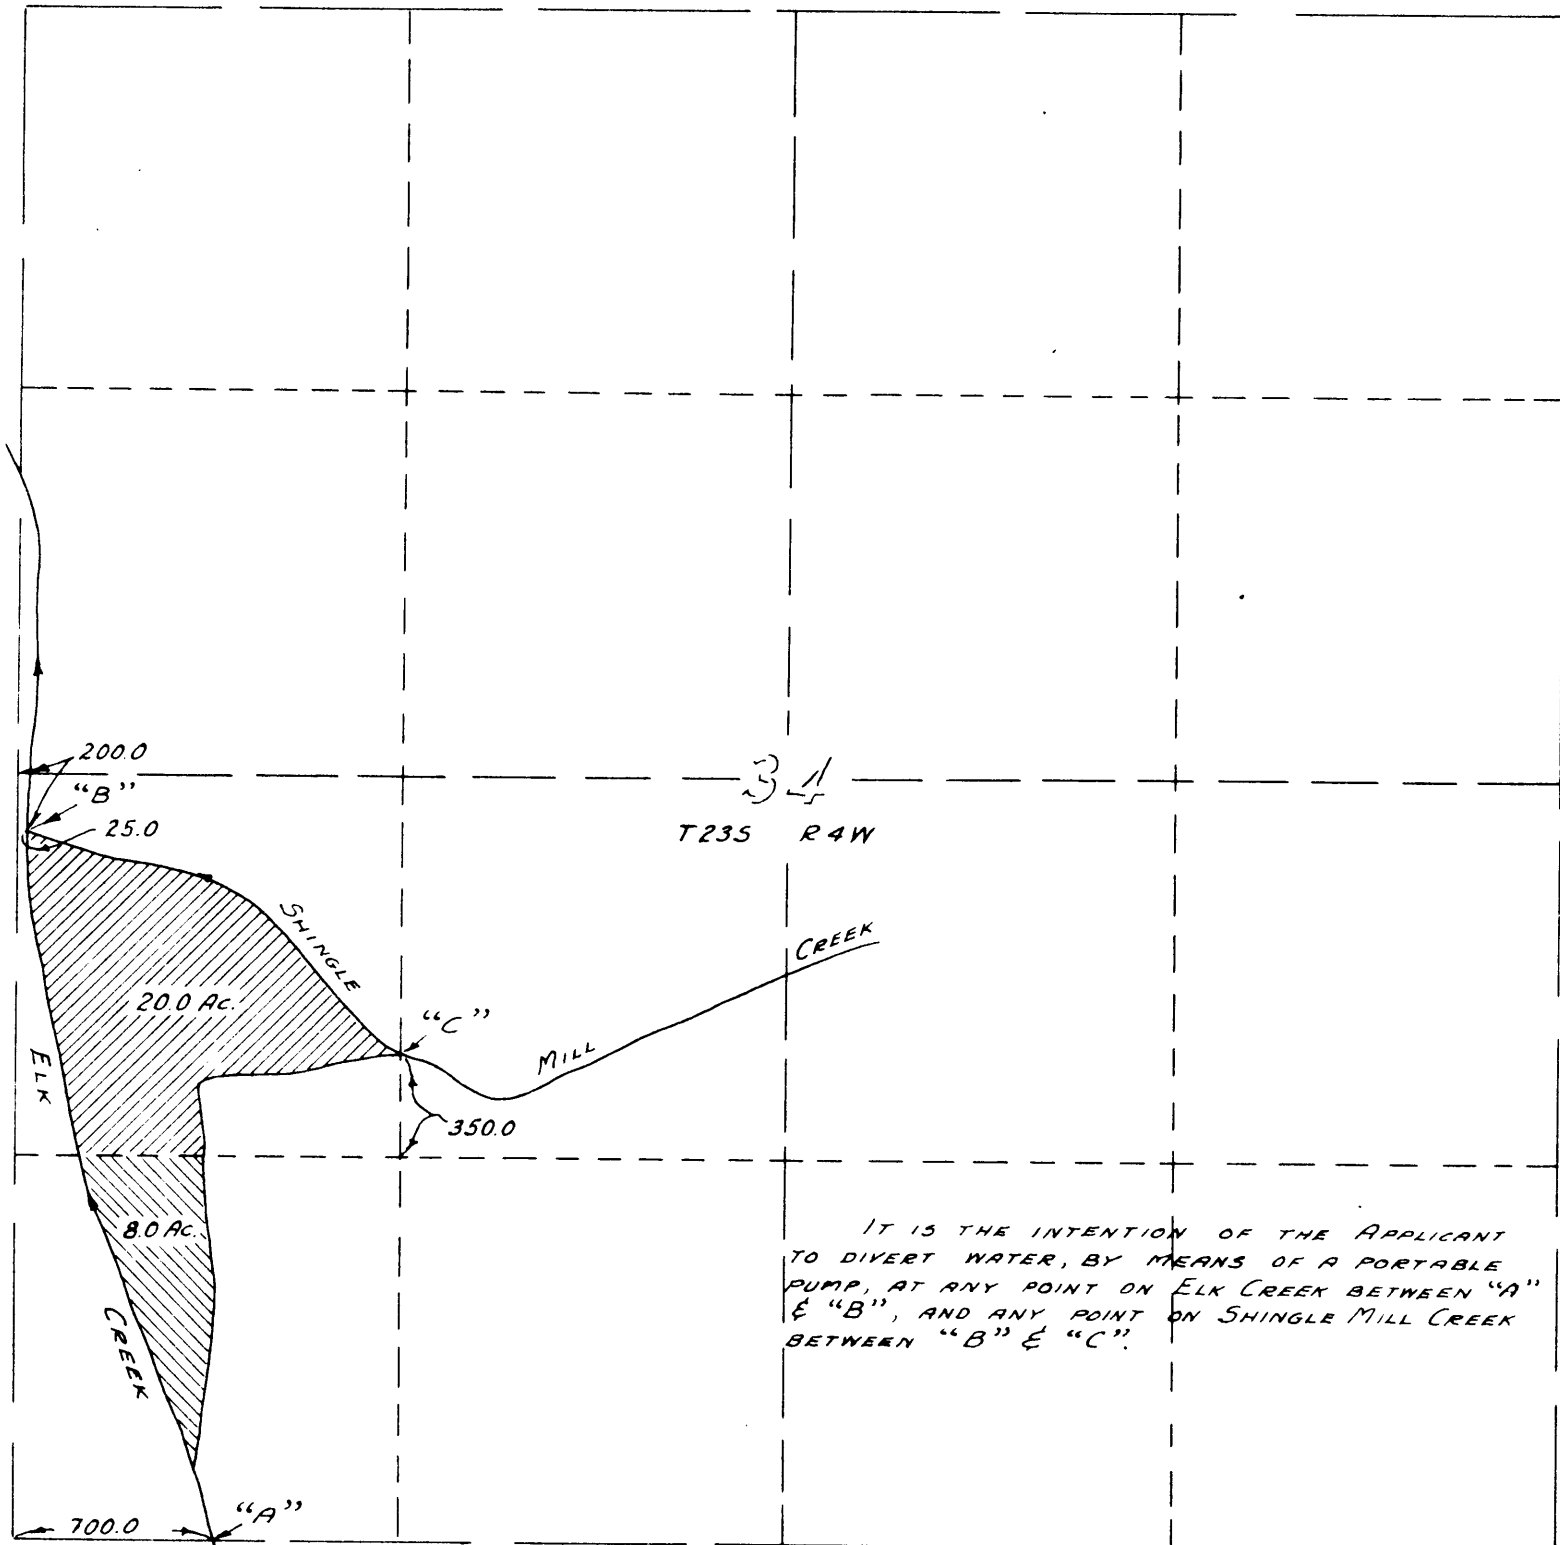 200.0
“B”
25.0
34
T23S R4W
SHINGLE
CREEK
20.0 Ac.
“C”
MILL
ELK
350.0
8.0 Ac.
IT IS THE INTENTION OF THE APPLICANT
TO DIVERT WATER, BY MEANS OF A PORTABLE
PUMP, AT ANY POINT ON ELK CREEK BETWEEN “A”
& “B”, AND ANY POINT ON SHINGLE MILL CREEK
BETWEEN “B” & “C”.
CREEK
“A”
700.0